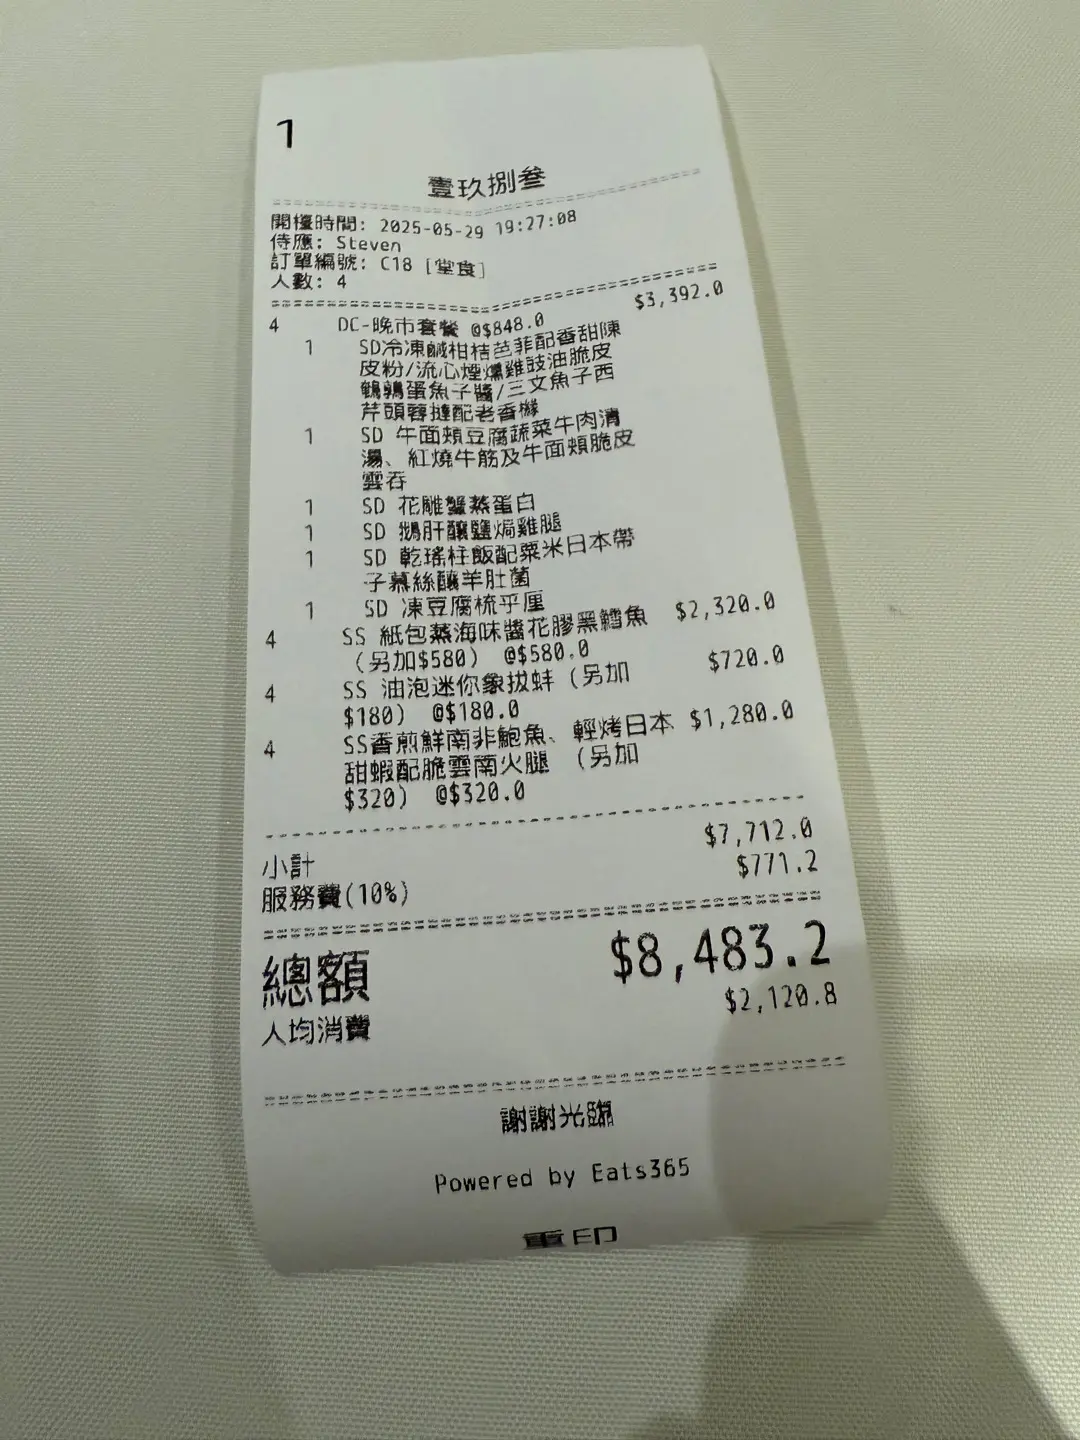 1
壹玖捌叁
開檯時間: 2025-05-29 19:27:08
侍應: Steven
訂單編號: C18 [堂食]
人數: 4
4 DC-晚市套餐 @$848.0 $3,392.0
1 SD冷凍鹹柑桔芭菲配香甜陳
皮粉/流心煙燻雞豉油脆皮
鵪鶉蛋魚子醬/三文魚子西
芹頭蓉撻配老香櫞
1 SD 牛面頰豆腐蔬菜牛肉清
湯、紅燒牛筋及牛面頰脆皮
雲吞
1 SD 花雕蟹蒸蛋白
1 SD 鵝肝釀鹽焗雞腿
1 SD 乾瑤柱飯配粟米日本帶
子慕絲釀羊肚菌
1 SD 凍豆腐梳乎厘
4 SS 紙包蒸海味醬花膠黑鱈魚 $2,320.0
(另加$580) @$580.0
4 SS 油泡迷你象拔蚌 (另加 $720.0
$180) @$180.0
4 SS香煎鮮南非鮑魚、輕烤日本 $1,280.0
甜蝦配脆雲南火腿 (另加
$320) @$320.0
小計 $7,712.0
服務費(10%) $771.2
總額 $8,483.2
人均消費 $2,120.8
謝謝光臨
Powered by Eats365
重印